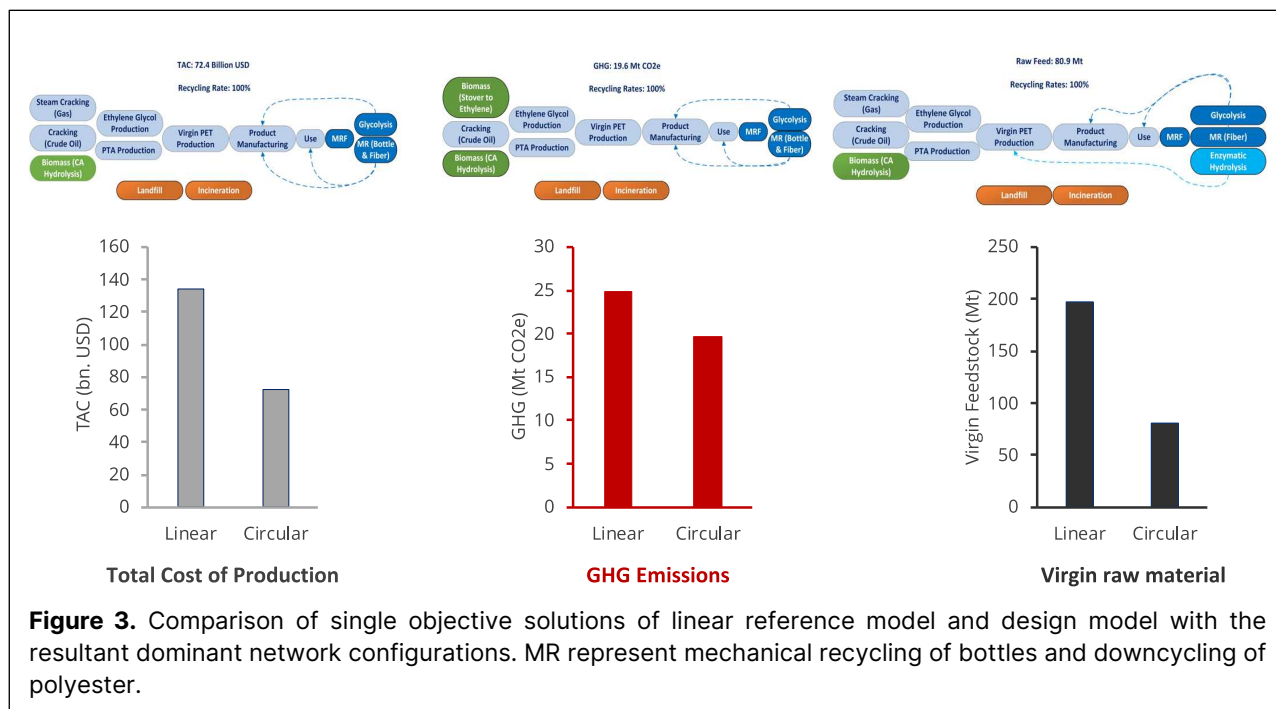 TAC: 72.4 Billion USD
Recycling Rate: 100%
Steam Cracking
(Gas)
Cracking
(Crude Oil)
Biomass (CA
Hydrolysis)
Ethylene Glycol
Production
PTA Production
Virgin PET
Production
Product
Manufacturing
Use
MRF
Glycolysis
MR (Bottle
& Fiber)
Landfill
Incineration
GHG: 19.6 Mt CO2e
Recycling Rates: 100%
Biomass
(Stover to
Ethylene)
Cracking
(Crude Oil)
Biomass (CA
Hydrolysis)
Ethylene Glycol
Production
PTA Production
Virgin PET
Production
Product
Manufacturing
Use
MRF
Glycolysis
MR (Bottle
& Fiber)
Landfill
Incineration
Raw Feed: 80.9 Mt
Recycling Rates: 100%
Steam Cracking
(Gas)
Cracking
(Crude Oil)
Biomass (CA
Hydrolysis)
Ethylene Glycol
Production
PTA Production
Virgin PET
Production
Product
Manufacturing
Use
MRF
Glycolysis
MR (Fiber)
Enzymatic
Hydrolysis
Landfill
Incineration
TAC (bn. USD)
160
140
120
100
80
60
40
20
0
Linear Circular
Total Cost of Production
GHG (Mt CO2e)
30
25
20
15
10
5
0
Linear Circular
GHG Emissions
Virgin Feedstock (Mt)
250
200
150
100
50
0
Linear Circular
Virgin raw material
Figure 3. Comparison of single objective solutions of linear reference model and design model with the
resultant dominant network configurations. MR represent mechanical recycling of bottles and downcycling of
polyester.